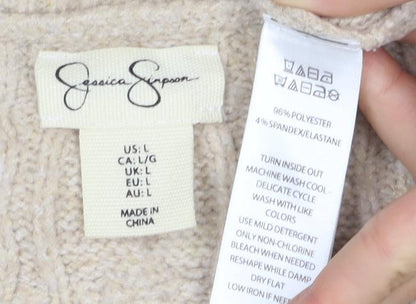 Jessica Simpson
US: L
CA: L/G
UK: L
EU: L
AU: L
MADE IN
CHINA
96% POLYESTER
4% SPANDEX/ELASTANE
TURN INSIDE OUT
MACHINE WASH COOL -
DELICATE CYCLE
WASH WITH LIKE
COLORS
USE MILD DETERGENT
ONLY NON-CHLORINE
BLEACH WHEN NEEDED
RESHAPE WHILE DAMP
DRY FLAT
LOW IRON IF NEED